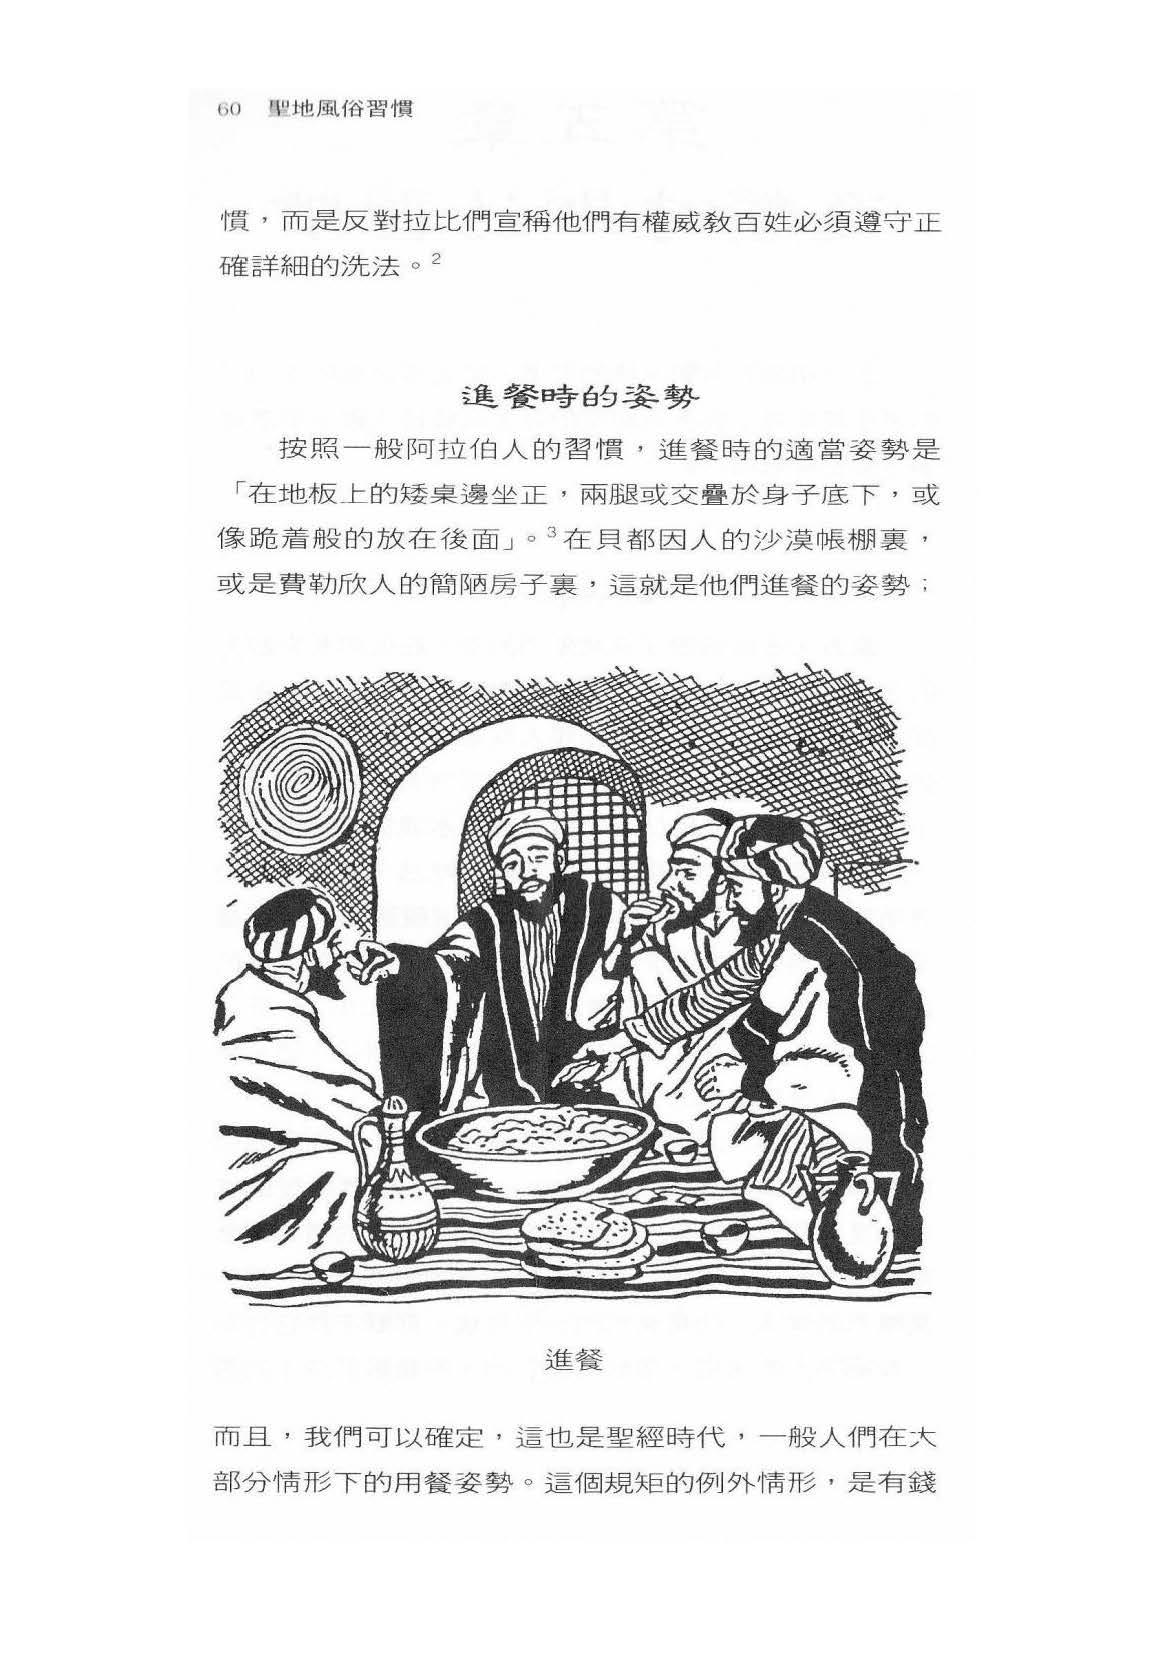 60 聖地風俗習慣
慣，而是反對拉比們宣稱他們有權威敎百姓必須遵守正
確詳細的洗法。2
進餐時的姿勢
按照一般阿拉伯人的習慣，進餐時的適當姿勢是
「在地板上的矮桌邊坐正，兩腿或交疊於身子底下，或
像跪着般的放在後面」。3在貝都因人的沙漠帳棚裏，
或是費勒欣人的簡陋房子裏，這就是他們進餐的姿勢；
進餐
而且，我們可以確定，這也是聖經時代，一般人們在大
部分情形下的用餐姿勢。這個規矩的例外情形，是有錢